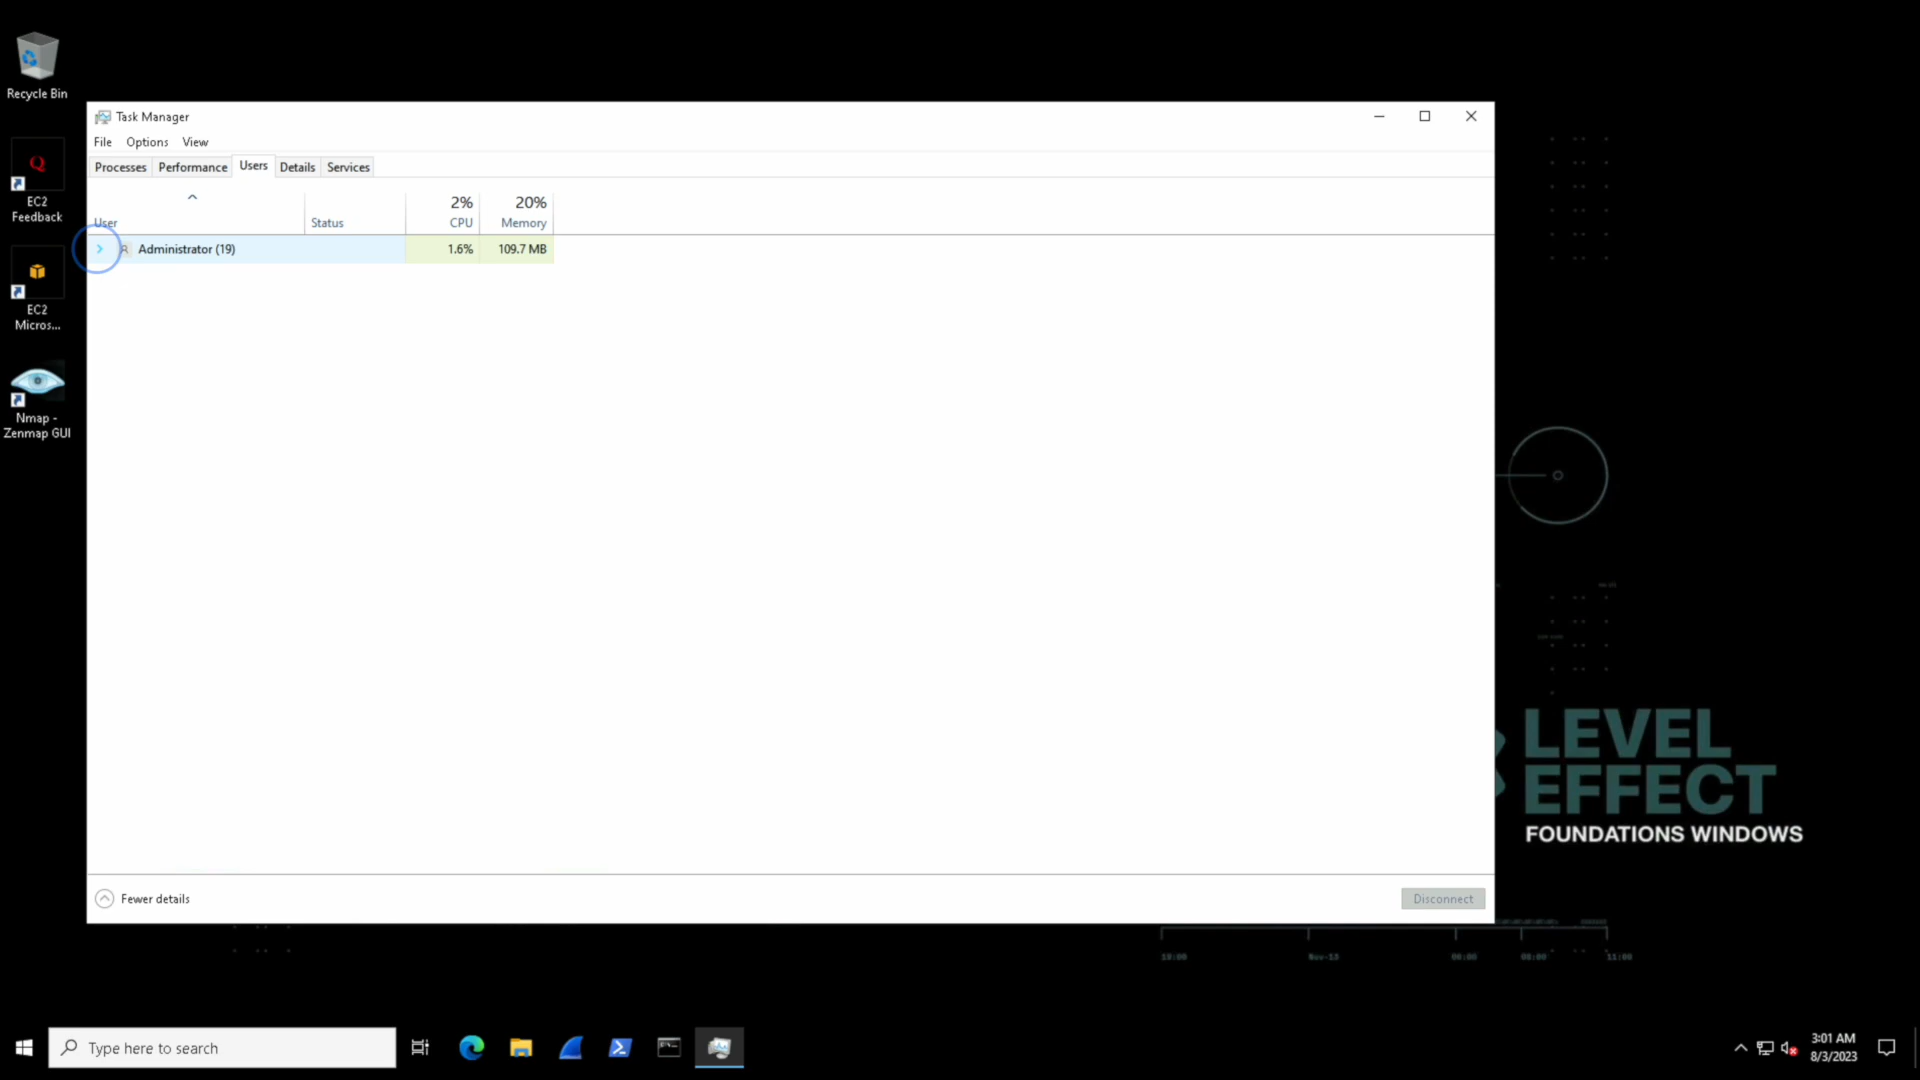 Recycle Bin
EC2
Feedback
EC2
Micros...
Nmap -
Zenmap GUI
Task Manager
File Options View
Processes Performance Users Details Services
2% 20%
User Status CPU Memory
Administrator (19) 1.6% 109.7 MB
Fewer details
Disconnect
LEVEL
EFFECT
FOUNDATIONS WINDOWS
Nov-13
Type here to search
3:01 AM
8/3/2023